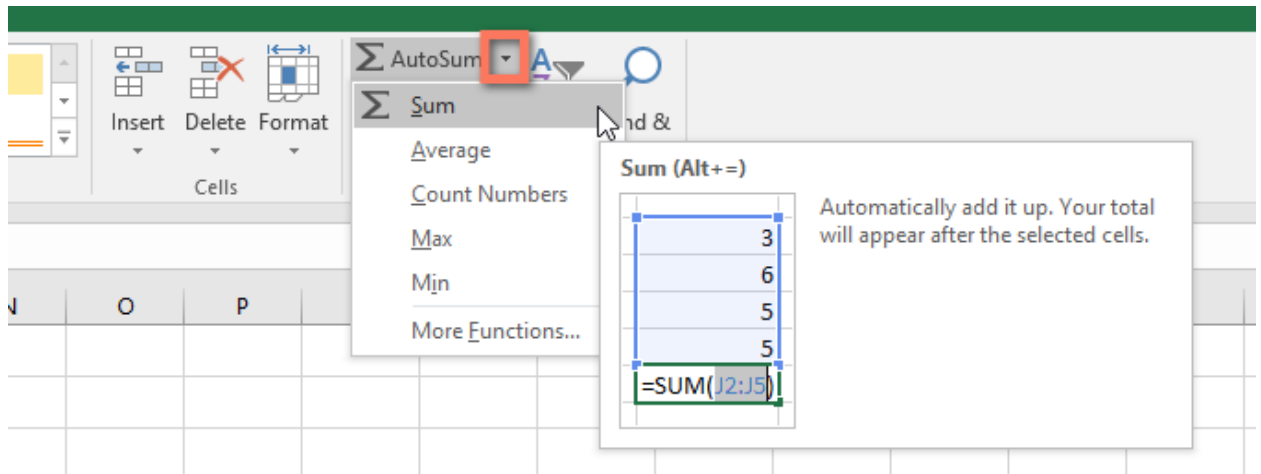 AutoSum
A
Insert Delete Format
Cells
Sum
nd &
Average
Count Numbers
Max
Min
More Functions...
Sum (Alt+=)
3
6
5
5
=SUM(J2:J5)
Automatically add it up. Your total
will appear after the selected cells.
O P